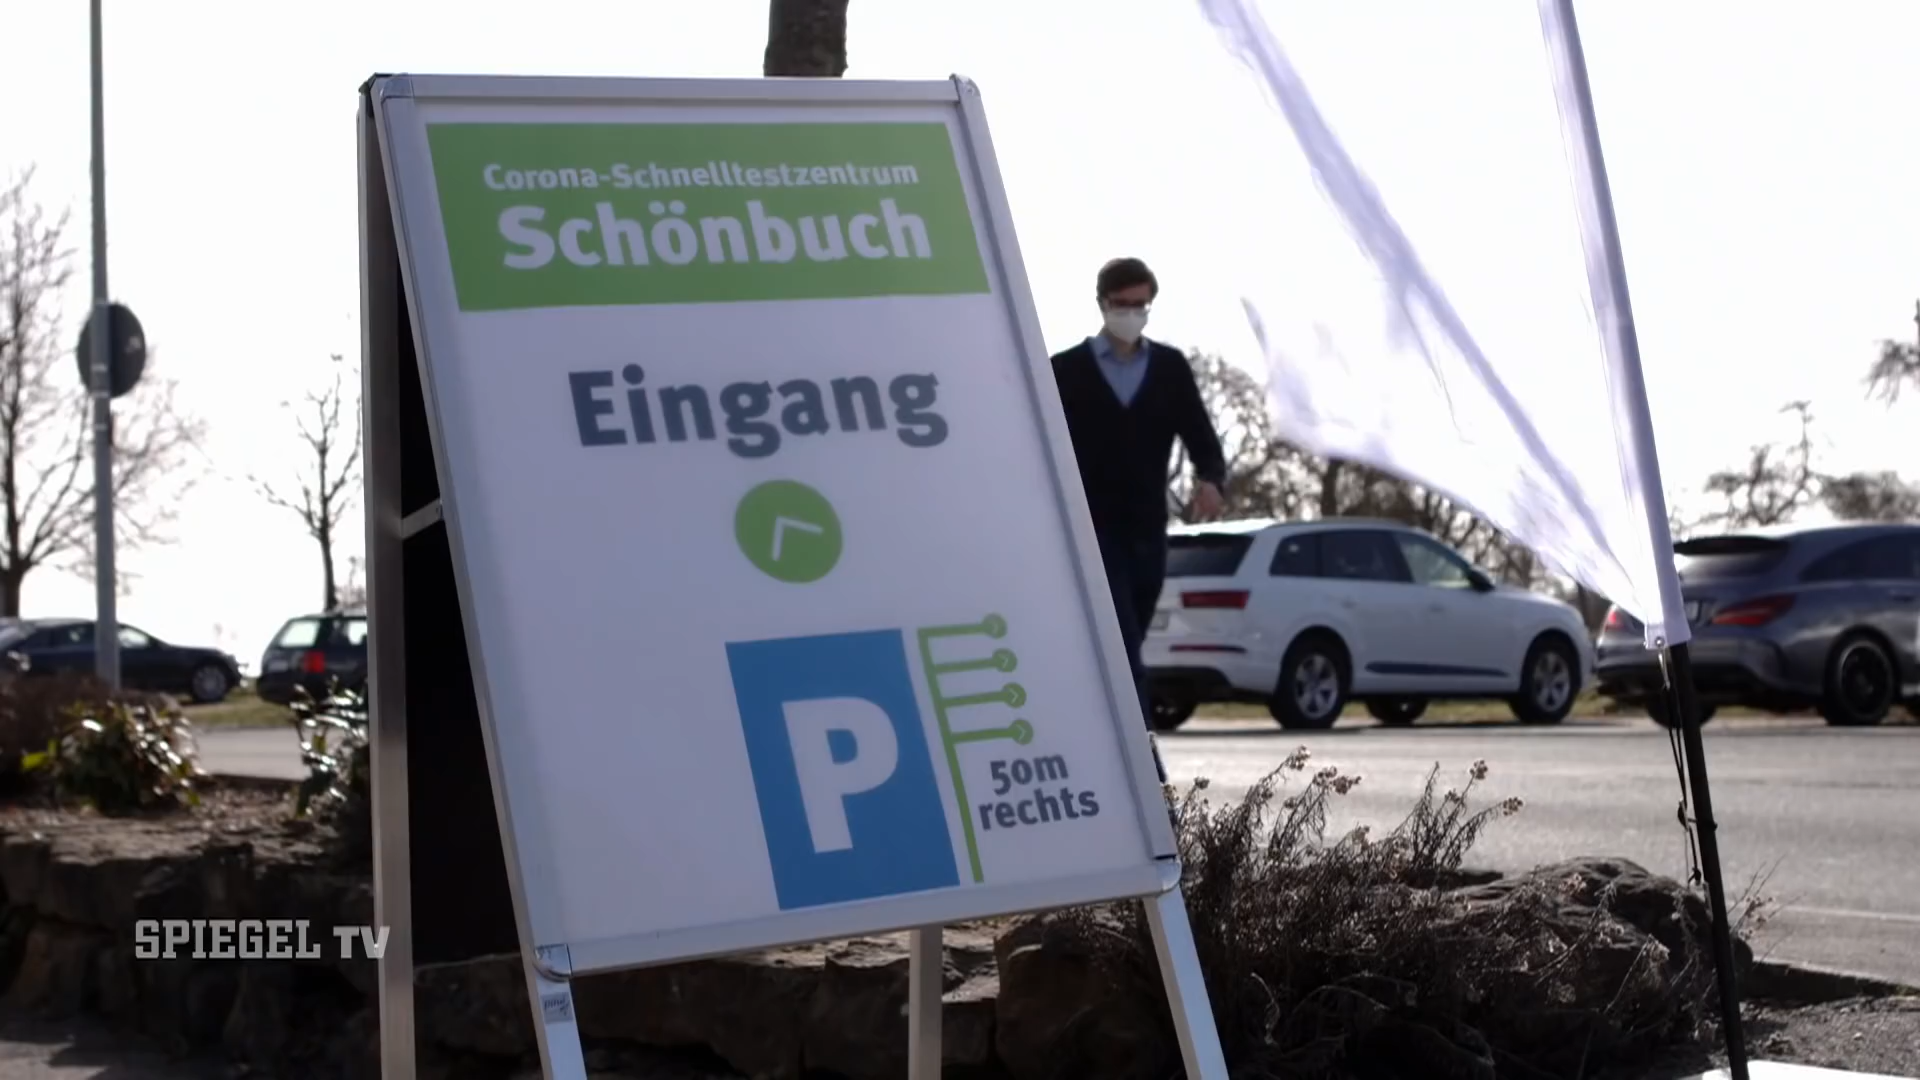 Corona-Schnelltestzentrum
Schönbuch
Eingang
P
50m
rechts
SPIEGEL TV